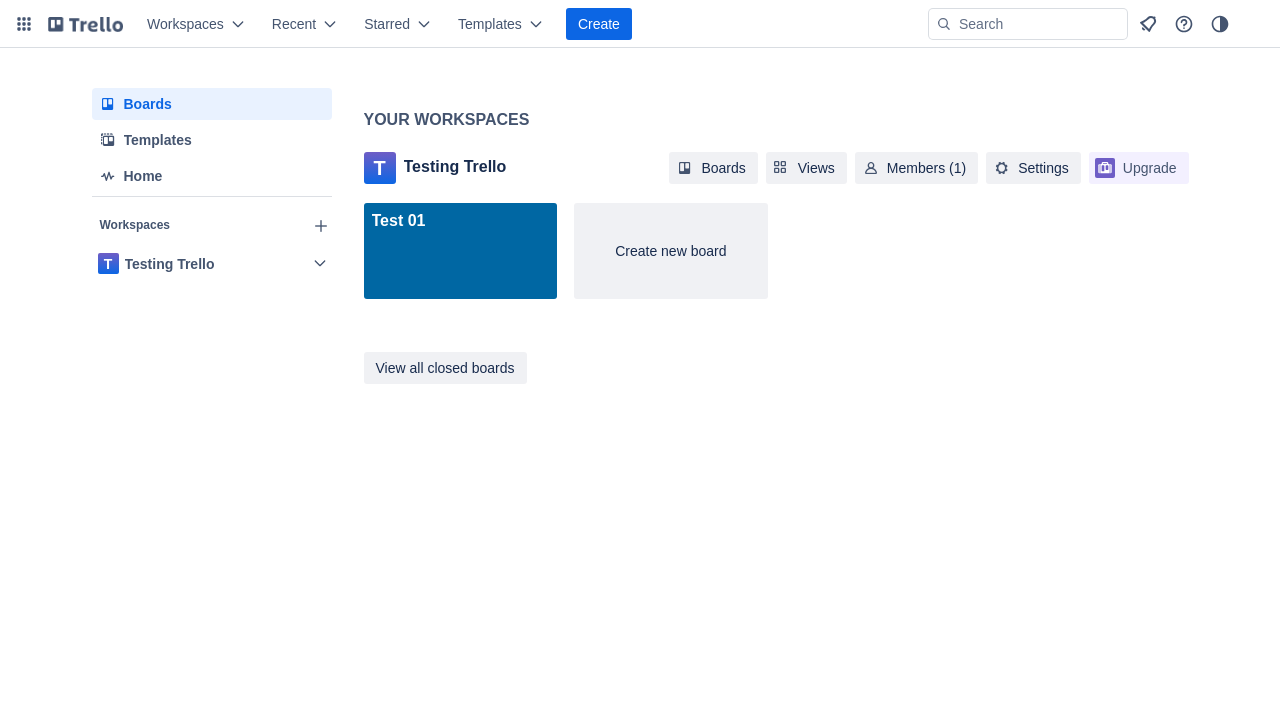 Trello Workspaces Recent Starred Templates Create Search
Boards
Templates
Home
Workspaces
T Testing Trello
YOUR WORKSPACES
T Testing Trello Boards Views Members (1) Settings Upgrade
Test 01
Create new board
View all closed boards